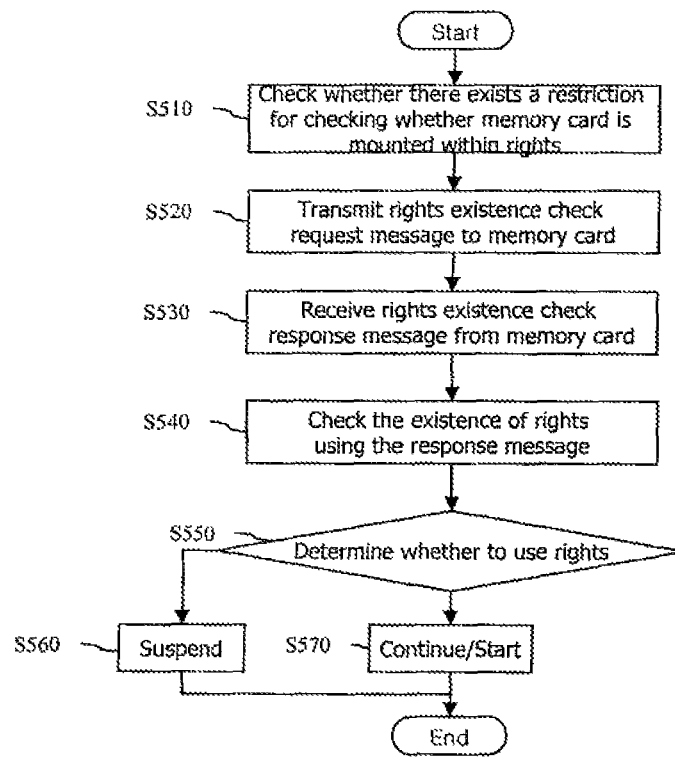 Start
S510
Check whether there exists a restriction
for checking whether memory card is
mounted within rights
S520
Transmit rights existence check
request message to memory card
S530
Receive rights existence check
response message from memory card
S540
Check the existence of rights
using the response message
S550
Determine whether to use rights
S560
Suspend
S570
Continue/Start
End